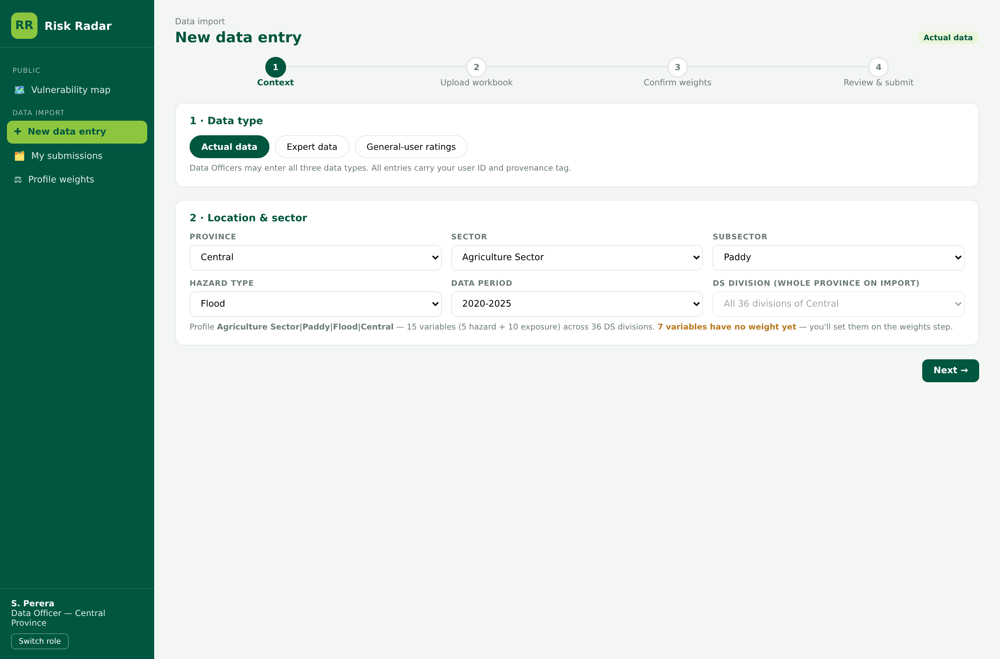 RR Risk Radar
PUBLIC
Vulnerability map
DATA IMPORT
New data entry
My submissions
Profile weights
S. Perera
Data Officer — Central
Province
Switch role
Data import
New data entry
Actual data
1 2 3 4
Context Upload workbook Confirm weights Review & submit
1 · Data type
Actual data Expert data General-user ratings
Data Officers may enter all three data types. All entries carry your user ID and provenance tag.
2 · Location & sector
PROVINCE SECTOR SUBSECTOR
Central Agriculture Sector Paddy
HAZARD TYPE DATA PERIOD DS DIVISION (WHOLE PROVINCE ON IMPORT)
Flood 2020-2025 All 36 divisions of Central
Profile Agriculture Sector|Paddy|Flood|Central — 15 variables (5 hazard + 10 exposure) across 36 DS divisions. 7 variables have no weight yet — you'll set them on the weights step.
Next →